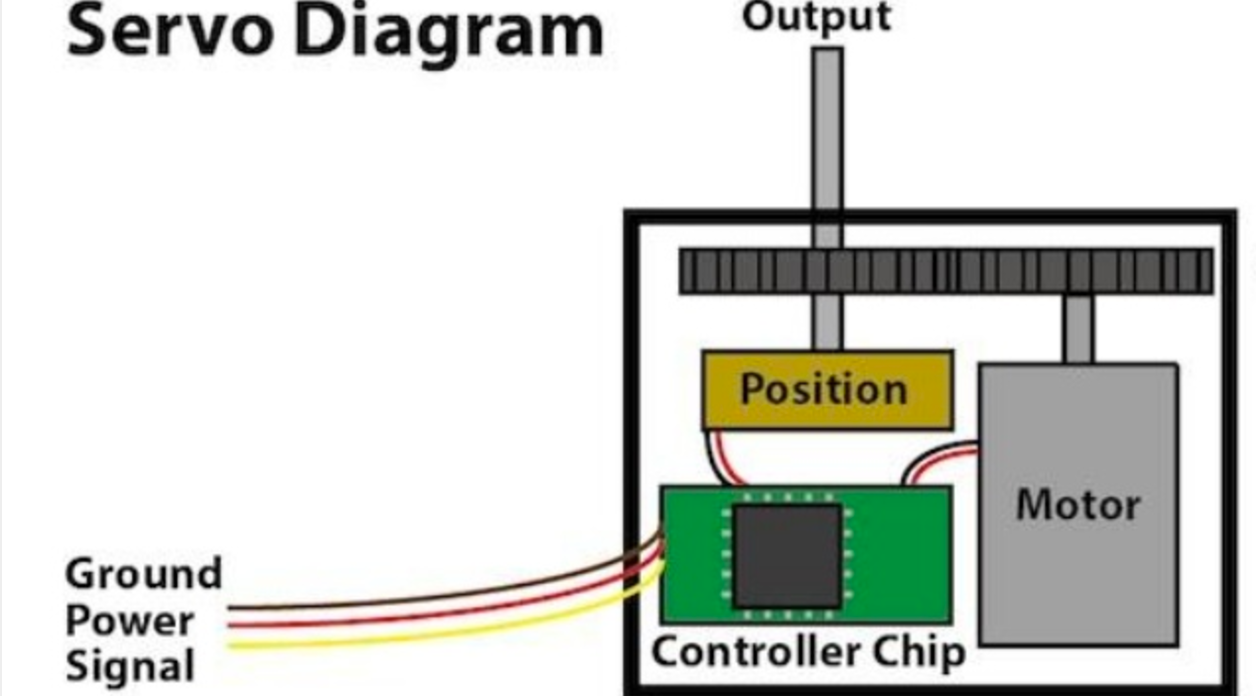 Servo Diagram
Output
Position
Motor
Ground
Power
Signal
Controller Chip